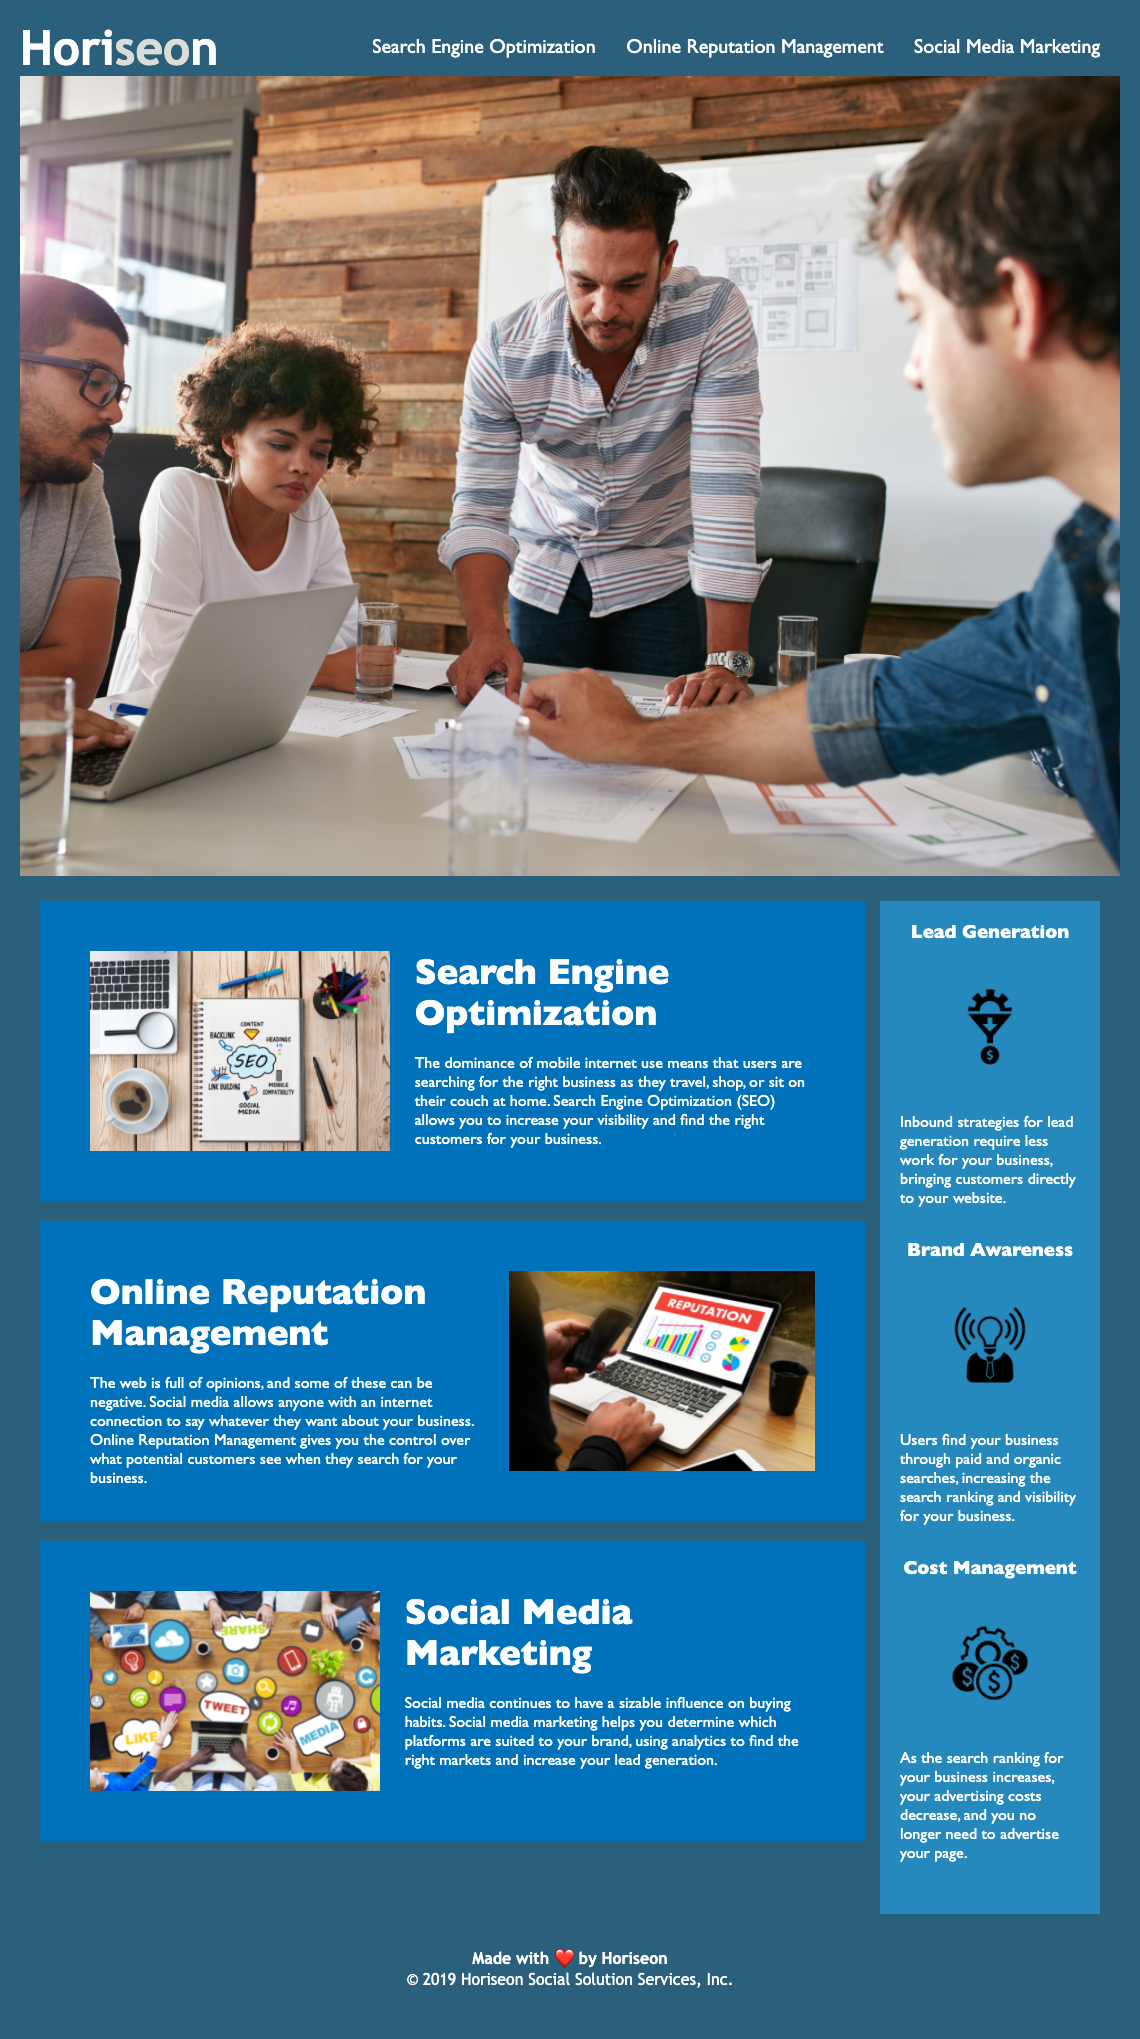 Horiseon
Search Engine Optimization
Online Reputation Management
Social Media Marketing
CONTENT
BACKLINK
HEADINGS
SEO
LINK BUILDING
MOBILE
COMPATIBILITY
SOCIAL
MEDIA
Search Engine
Optimization
The dominance of mobile internet use means that users are
searching for the right business as they travel, shop, or sit on
their couch at home. Search Engine Optimization (SEO)
allows you to increase your visibility and find the right
customers for your business.
Online Reputation
Management
The web is full of opinions, and some of these can be
negative. Social media allows anyone with an internet
connection to say whatever they want about your business.
Online Reputation Management gives you the control over
what potential customers see when they search for your
business.
REPUTATION
SHARE
TWEET
LIKE
MEDIA
Social Media
Marketing
Social media continues to have a sizable influence on buying
habits. Social media marketing helps you determine which
platforms are suited to your brand, using analytics to find the
right markets and increase your lead generation.
Lead Generation
$
Inbound strategies for lead
generation require less
work for your business,
bringing customers directly
to your website.
Brand Awareness
Users find your business
through paid and organic
searches, increasing the
search ranking and visibility
for your business.
Cost Management
$ $ $
As the search ranking for
your business increases,
your advertising costs
decrease, and you no
longer need to advertise
your page.
Made with ❤️ by Horiseon
© 2019 Horiseon Social Solution Services, Inc.